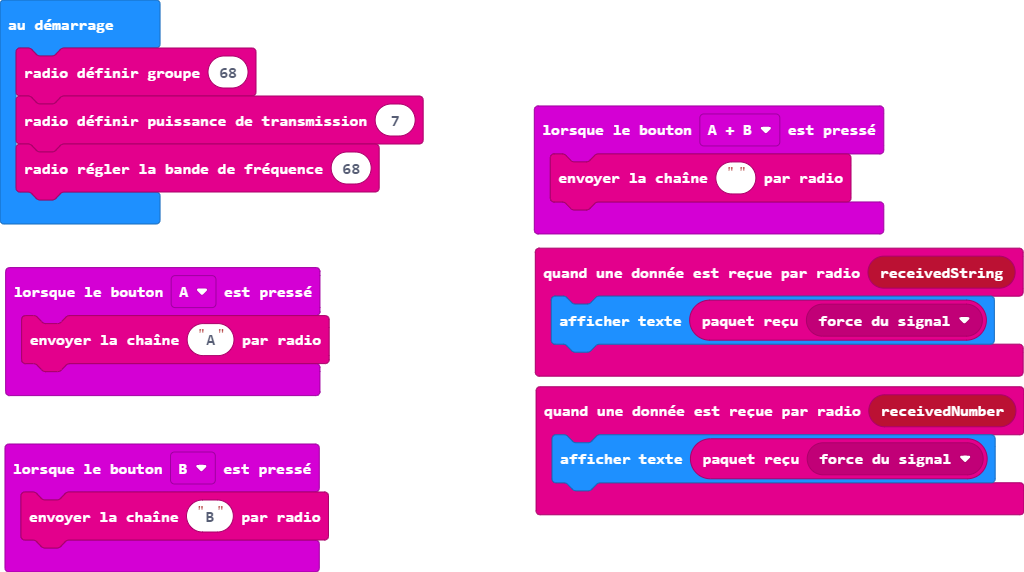 au démarrage
radio définir groupe 68
radio définir puissance de transmission 7
radio régler la bande de fréquence 68
lorsque le bouton A est pressé
envoyer la chaîne "A" par radio
lorsque le bouton B est pressé
envoyer la chaîne "B" par radio
lorsque le bouton A + B est pressé
envoyer la chaîne "" par radio
quand une donnée est reçue par radio receivedString
afficher texte paquet reçu force du signal
quand une donnée est reçue par radio receivedNumber
afficher texte paquet reçu force du signal